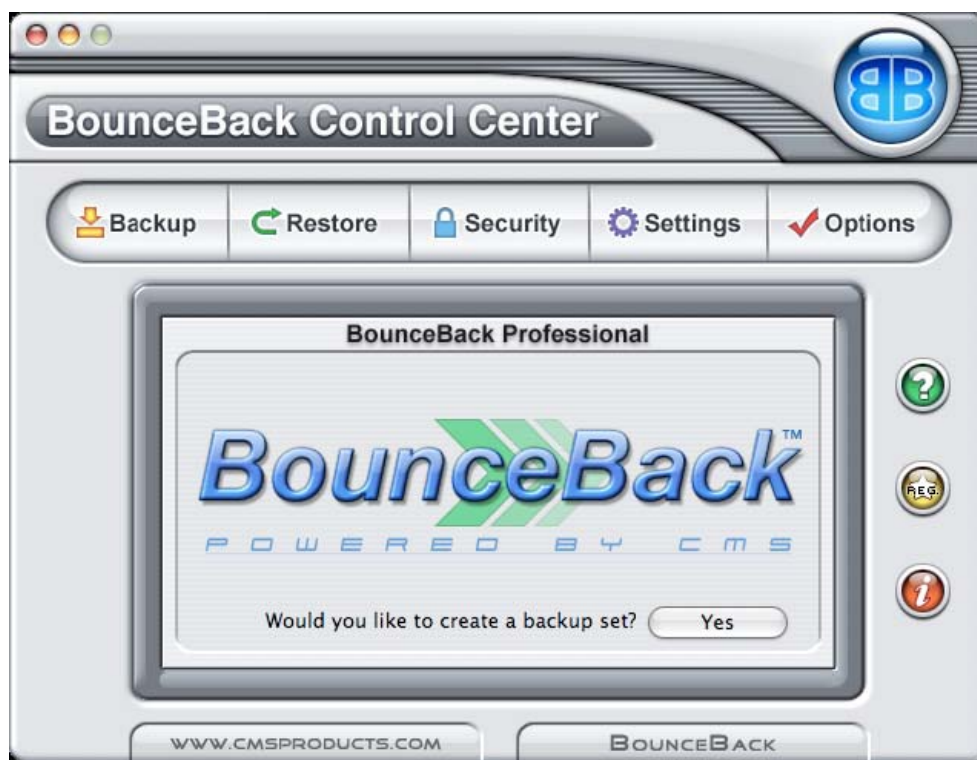 BB
BounceBack Control Center
Backup Restore Security Settings Options
BounceBack Professional
BounceBack™
POWERED BY CMS
Would you like to create a backup set? Yes
?
REG.
i
WWW.CMSPRODUCTS.COM BOUNCEBACK